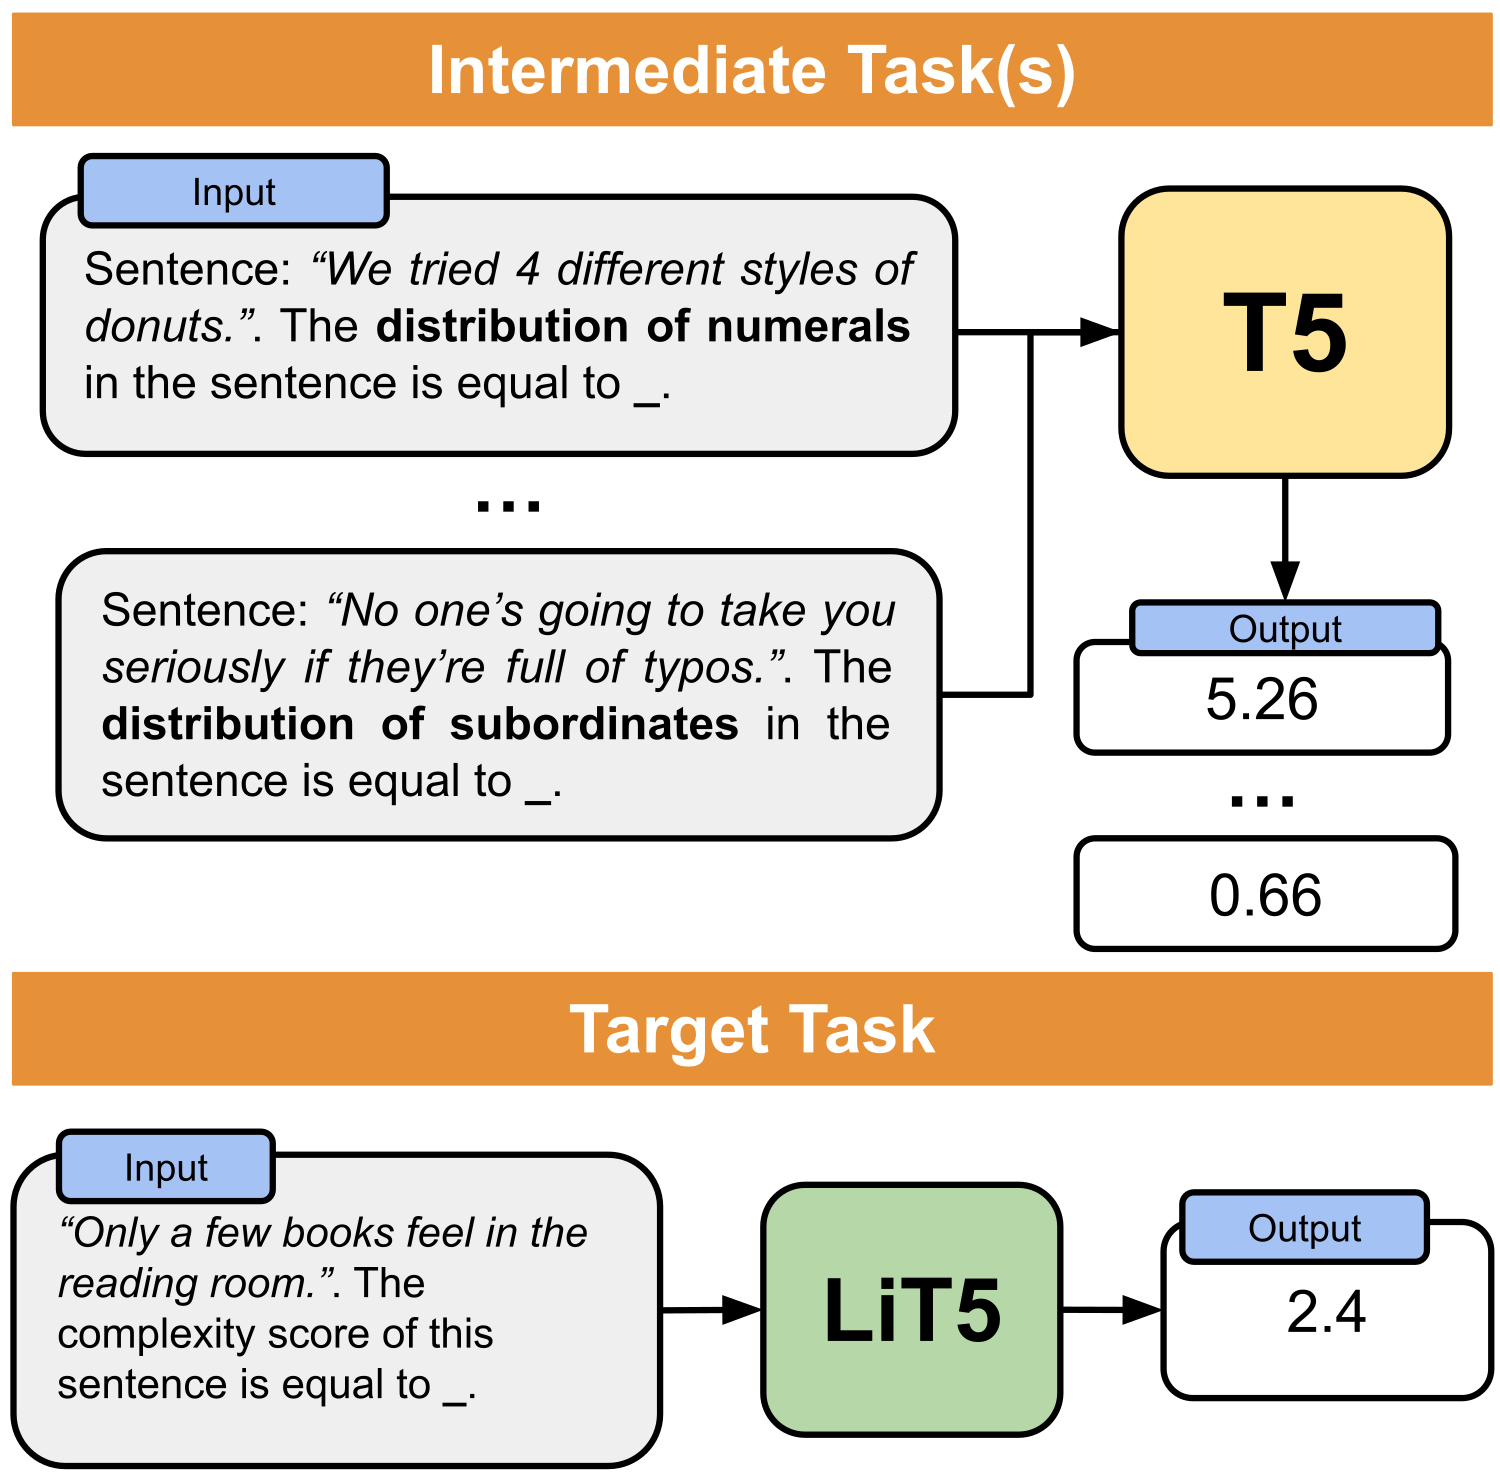 Intermediate Task(s)
Input
Sentence: “We tried 4 different styles of
donuts.”. The distribution of numerals
in the sentence is equal to _.
...
Sentence: “No one’s going to take you
seriously if they’re full of typos.”. The
distribution of subordinates in the
sentence is equal to _.
T5
Output
5.26
...
0.66
Target Task
Input
“Only a few books feel in the
reading room.”. The
complexity score of this
sentence is equal to _.
LiT5
Output
2.4